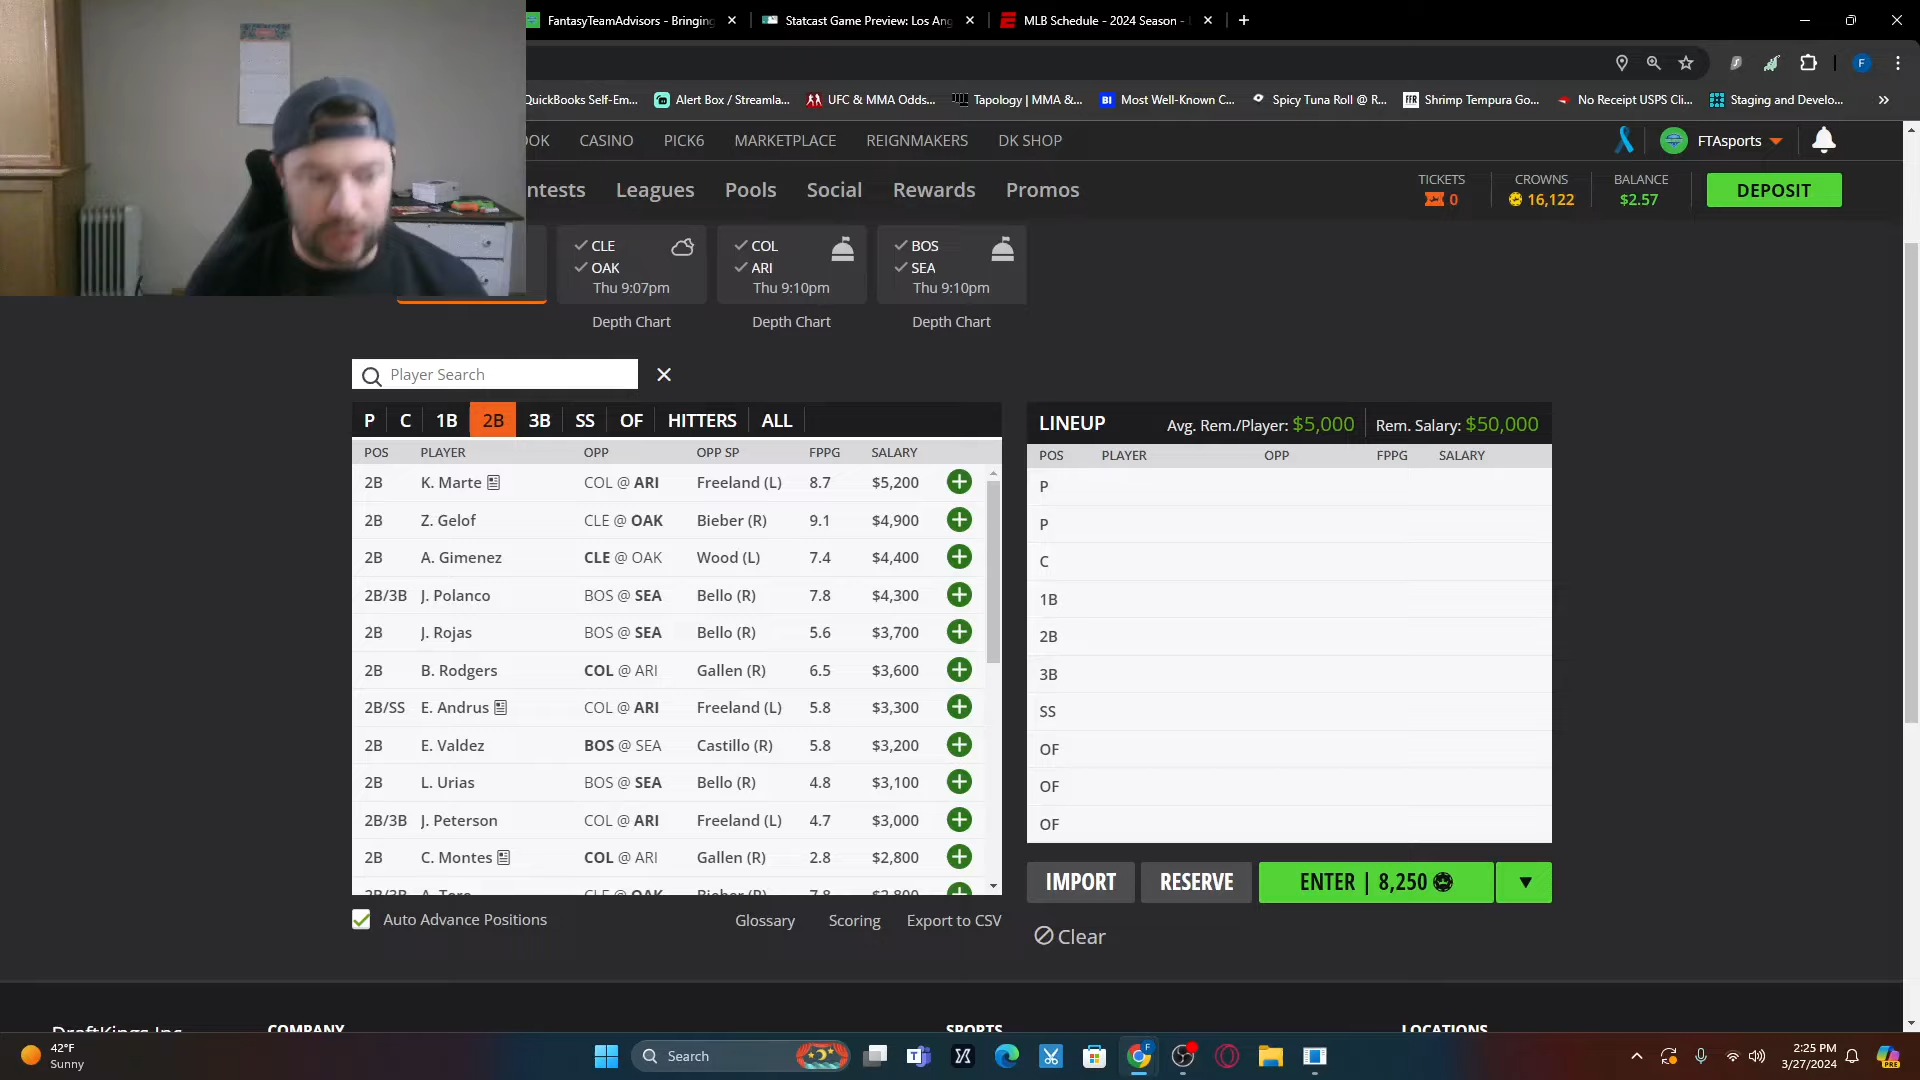 FantasyTeamAdvisors - Bringing
Statcast Game Preview: Los Ang
MLB Schedule - 2024 Season -
QuickBooks Self-Em...
Alert Box / Streamla...
UFC & MMA Odds...
Tapology | MMA &...
Most Well-Known C...
Spicy Tuna Roll @ R...
Shrimp Tempura Go...
No Receipt USPS Cli...
Staging and Develo...
OOK CASINO PICK6 MARKETPLACE REIGNMAKERS DK SHOP
FTAsports
ntests Leagues Pools Social Rewards Promos
TICKETS 0
CROWNS 16,122
BALANCE $2.57
DEPOSIT
CLE
OAK
Thu 9:07pm
Depth Chart
COL
ARI
Thu 9:10pm
Depth Chart
BOS
SEA
Thu 9:10pm
Depth Chart
Player Search
P C 1B 2B 3B SS OF HITTERS ALL
POS PLAYER OPP OPP SP FPPG SALARY
2B K. Marte COL @ ARI Freeland (L) 8.7 $5,200
2B Z. Gelof CLE @ OAK Bieber (R) 9.1 $4,900
2B A. Gimenez CLE @ OAK Wood (L) 7.4 $4,400
2B/3B J. Polanco BOS @ SEA Bello (R) 7.8 $4,300
2B J. Rojas BOS @ SEA Bello (R) 5.6 $3,700
2B B. Rodgers COL @ ARI Gallen (R) 6.5 $3,600
2B/SS E. Andrus COL @ ARI Freeland (L) 5.8 $3,300
2B E. Valdez BOS @ SEA Castillo (R) 5.8 $3,200
2B L. Urias BOS @ SEA Bello (R) 4.8 $3,100
2B/3B J. Peterson COL @ ARI Freeland (L) 4.7 $3,000
2B C. Montes COL @ ARI Gallen (R) 2.8 $2,800
2B/3B A. Toro CLE @ OAK Bieber (R) 7.8 $2,800
Auto Advance Positions
Glossary Scoring Export to CSV
LINEUP Avg. Rem./Player: $5,000 Rem. Salary: $50,000
POS PLAYER OPP FPPG SALARY
P
P
C
1B
2B
3B
SS
OF
OF
OF
IMPORT RESERVE ENTER | 8,250
Clear
DraftKings Inc.
COMPANY
SPORTS
LOCATIONS
42°F
Sunny
Search
2:25 PM
3/27/2024